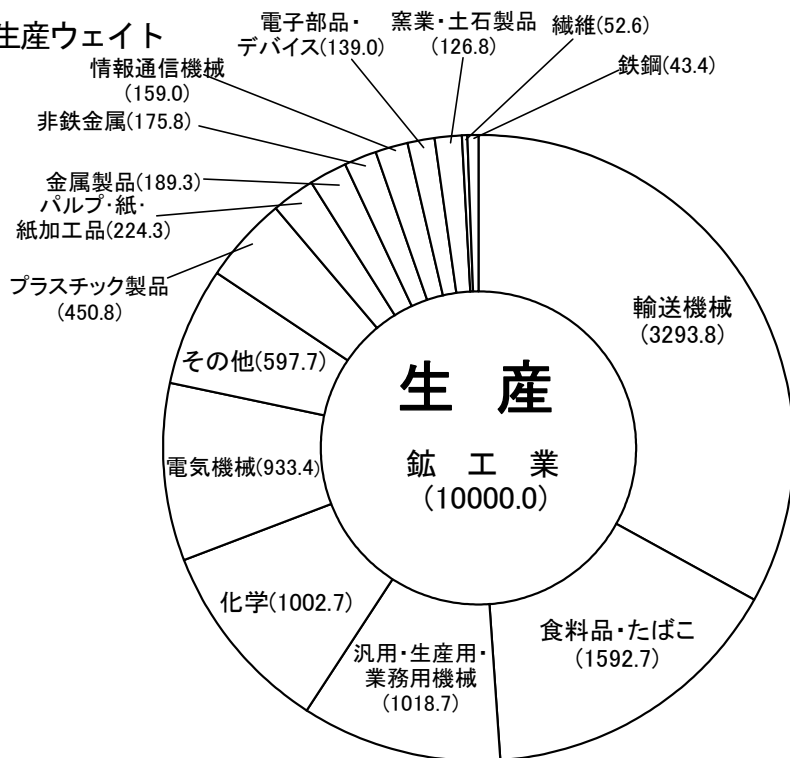 生産ウェイト
電子部品・
デバイス(139.0)
窯業・土石製品
(126.8)
繊維(52.6)
鉄鋼(43.4)
情報通信機械
(159.0)
非鉄金属(175.8)
金属製品(189.3)
パルプ・紙・
紙加工品(224.3)
プラスチック製品
(450.8)
その他(597.7)
電気機械(933.4)
化学(1002.7)
汎用・生産用・
業務用機械
(1018.7)
食料品・たばこ
(1592.7)
輸送機械
(3293.8)
生 産
鉱 工 業
(10000.0)